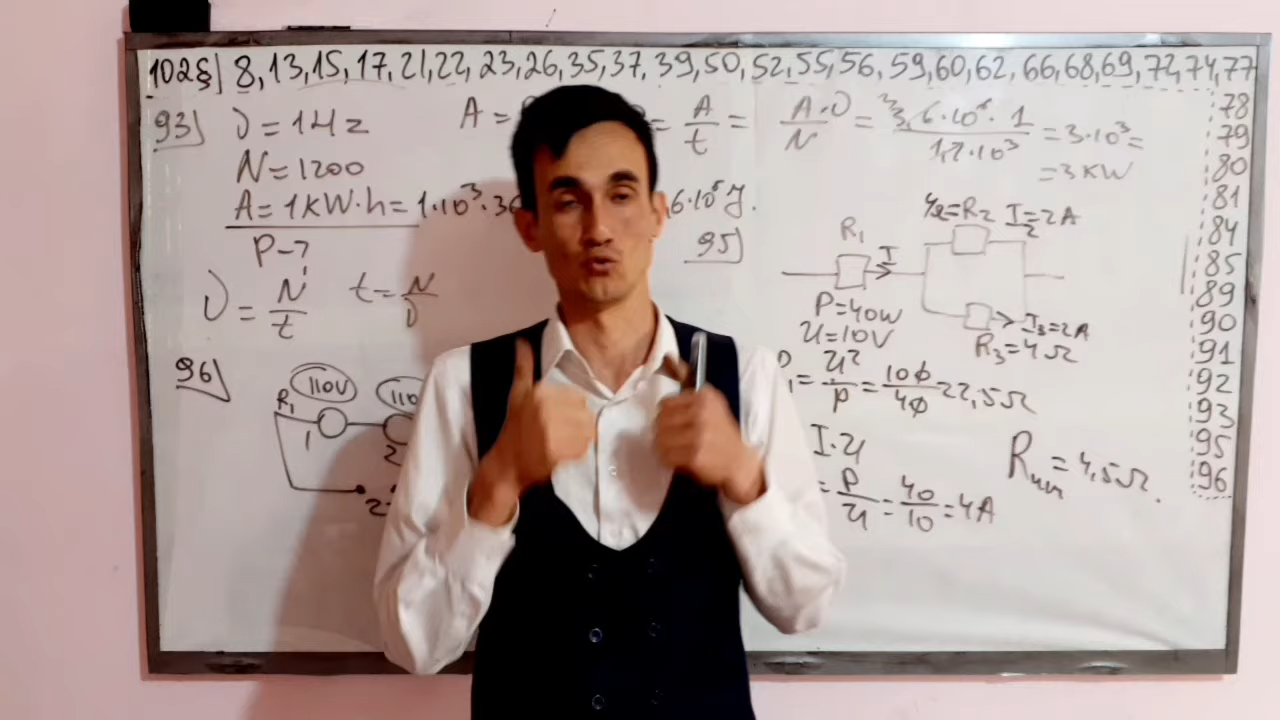 102§| 8, 13, 15, 17, 21, 22, 23, 26, 35, 37, 39, 50, 52, 55, 56, 59, 60, 62, 66, 68, 69, 72, 74, 77
78
79
80
81
84
85
89
90
91
92
93
95
96
93) ν = 1Hz
N = 1200
A = 1kW·h = 1·10³·36
6·10⁶J.
P - ?
ν = N/t t = N/ν
A =
= A/t = A·ν/N = 3,6·10⁶·1/1,2·10³ = 3·10³ =
= 3kW
95)
R₁
I
4Ω = R₂ I₂ = 2A
P = 40W
U = 10V
I₃ = 2A
R₃ = 4Ω
= U²/P = 100/40 = 2,5Ω
I·U
= P/U = 40/10 = 4A
R = 4,5Ω.
96)
110V
110
R₁
1
2
2